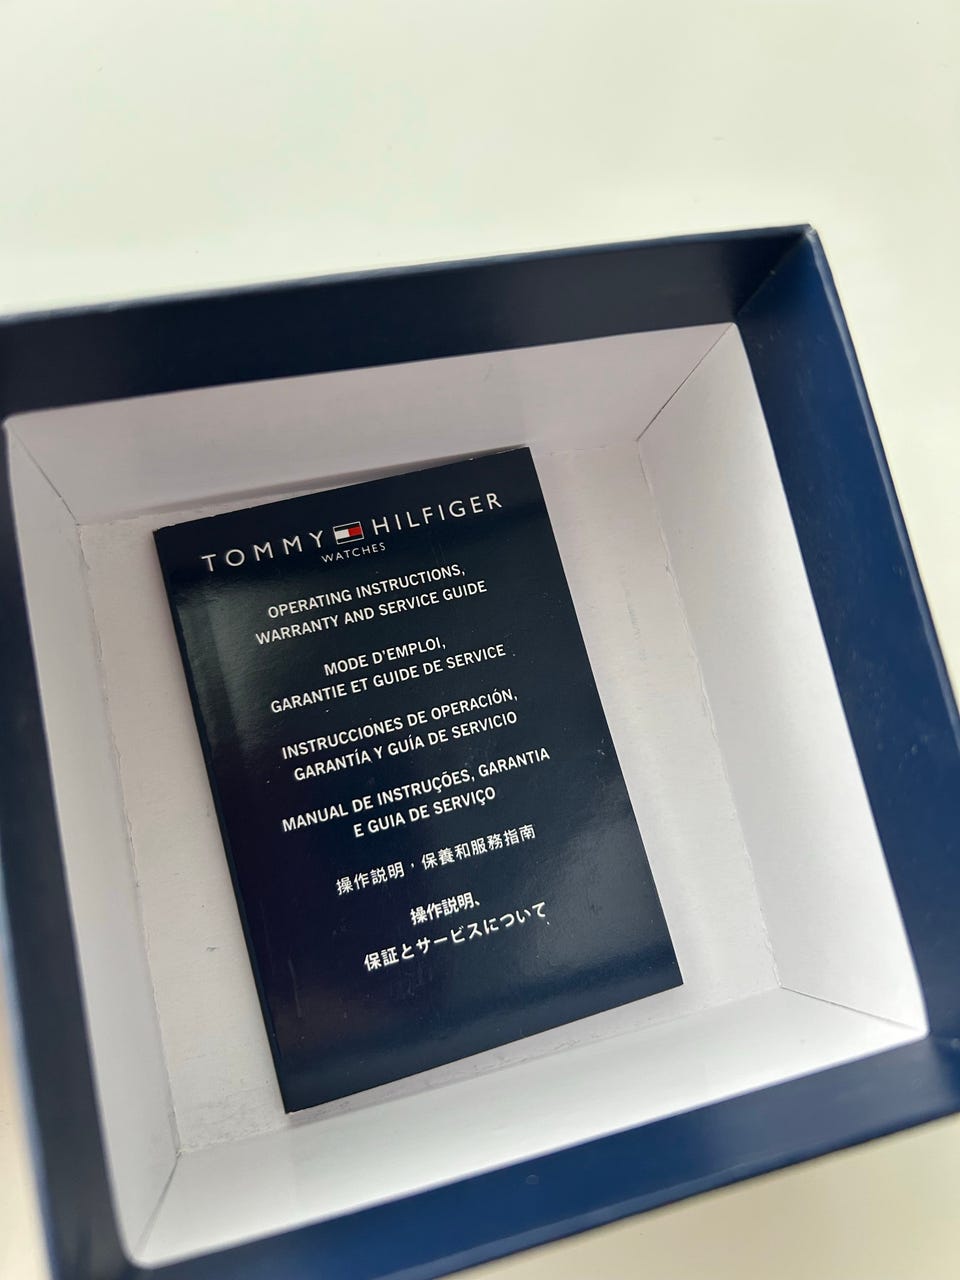 TOMMY HILFIGER
WATCHES
OPERATING INSTRUCTIONS,
WARRANTY AND SERVICE GUIDE
MODE D'EMPLOI,
GARANTIE ET GUIDE DE SERVICE
INSTRUCCIONES DE OPERACIÓN,
GARANTÍA Y GUÍA DE SERVICIO
MANUAL DE INSTRUÇÕES, GARANTIA
E GUIA DE SERVIÇO
操作説明，保養和服務指南
操作説明、
保証とサービスについて